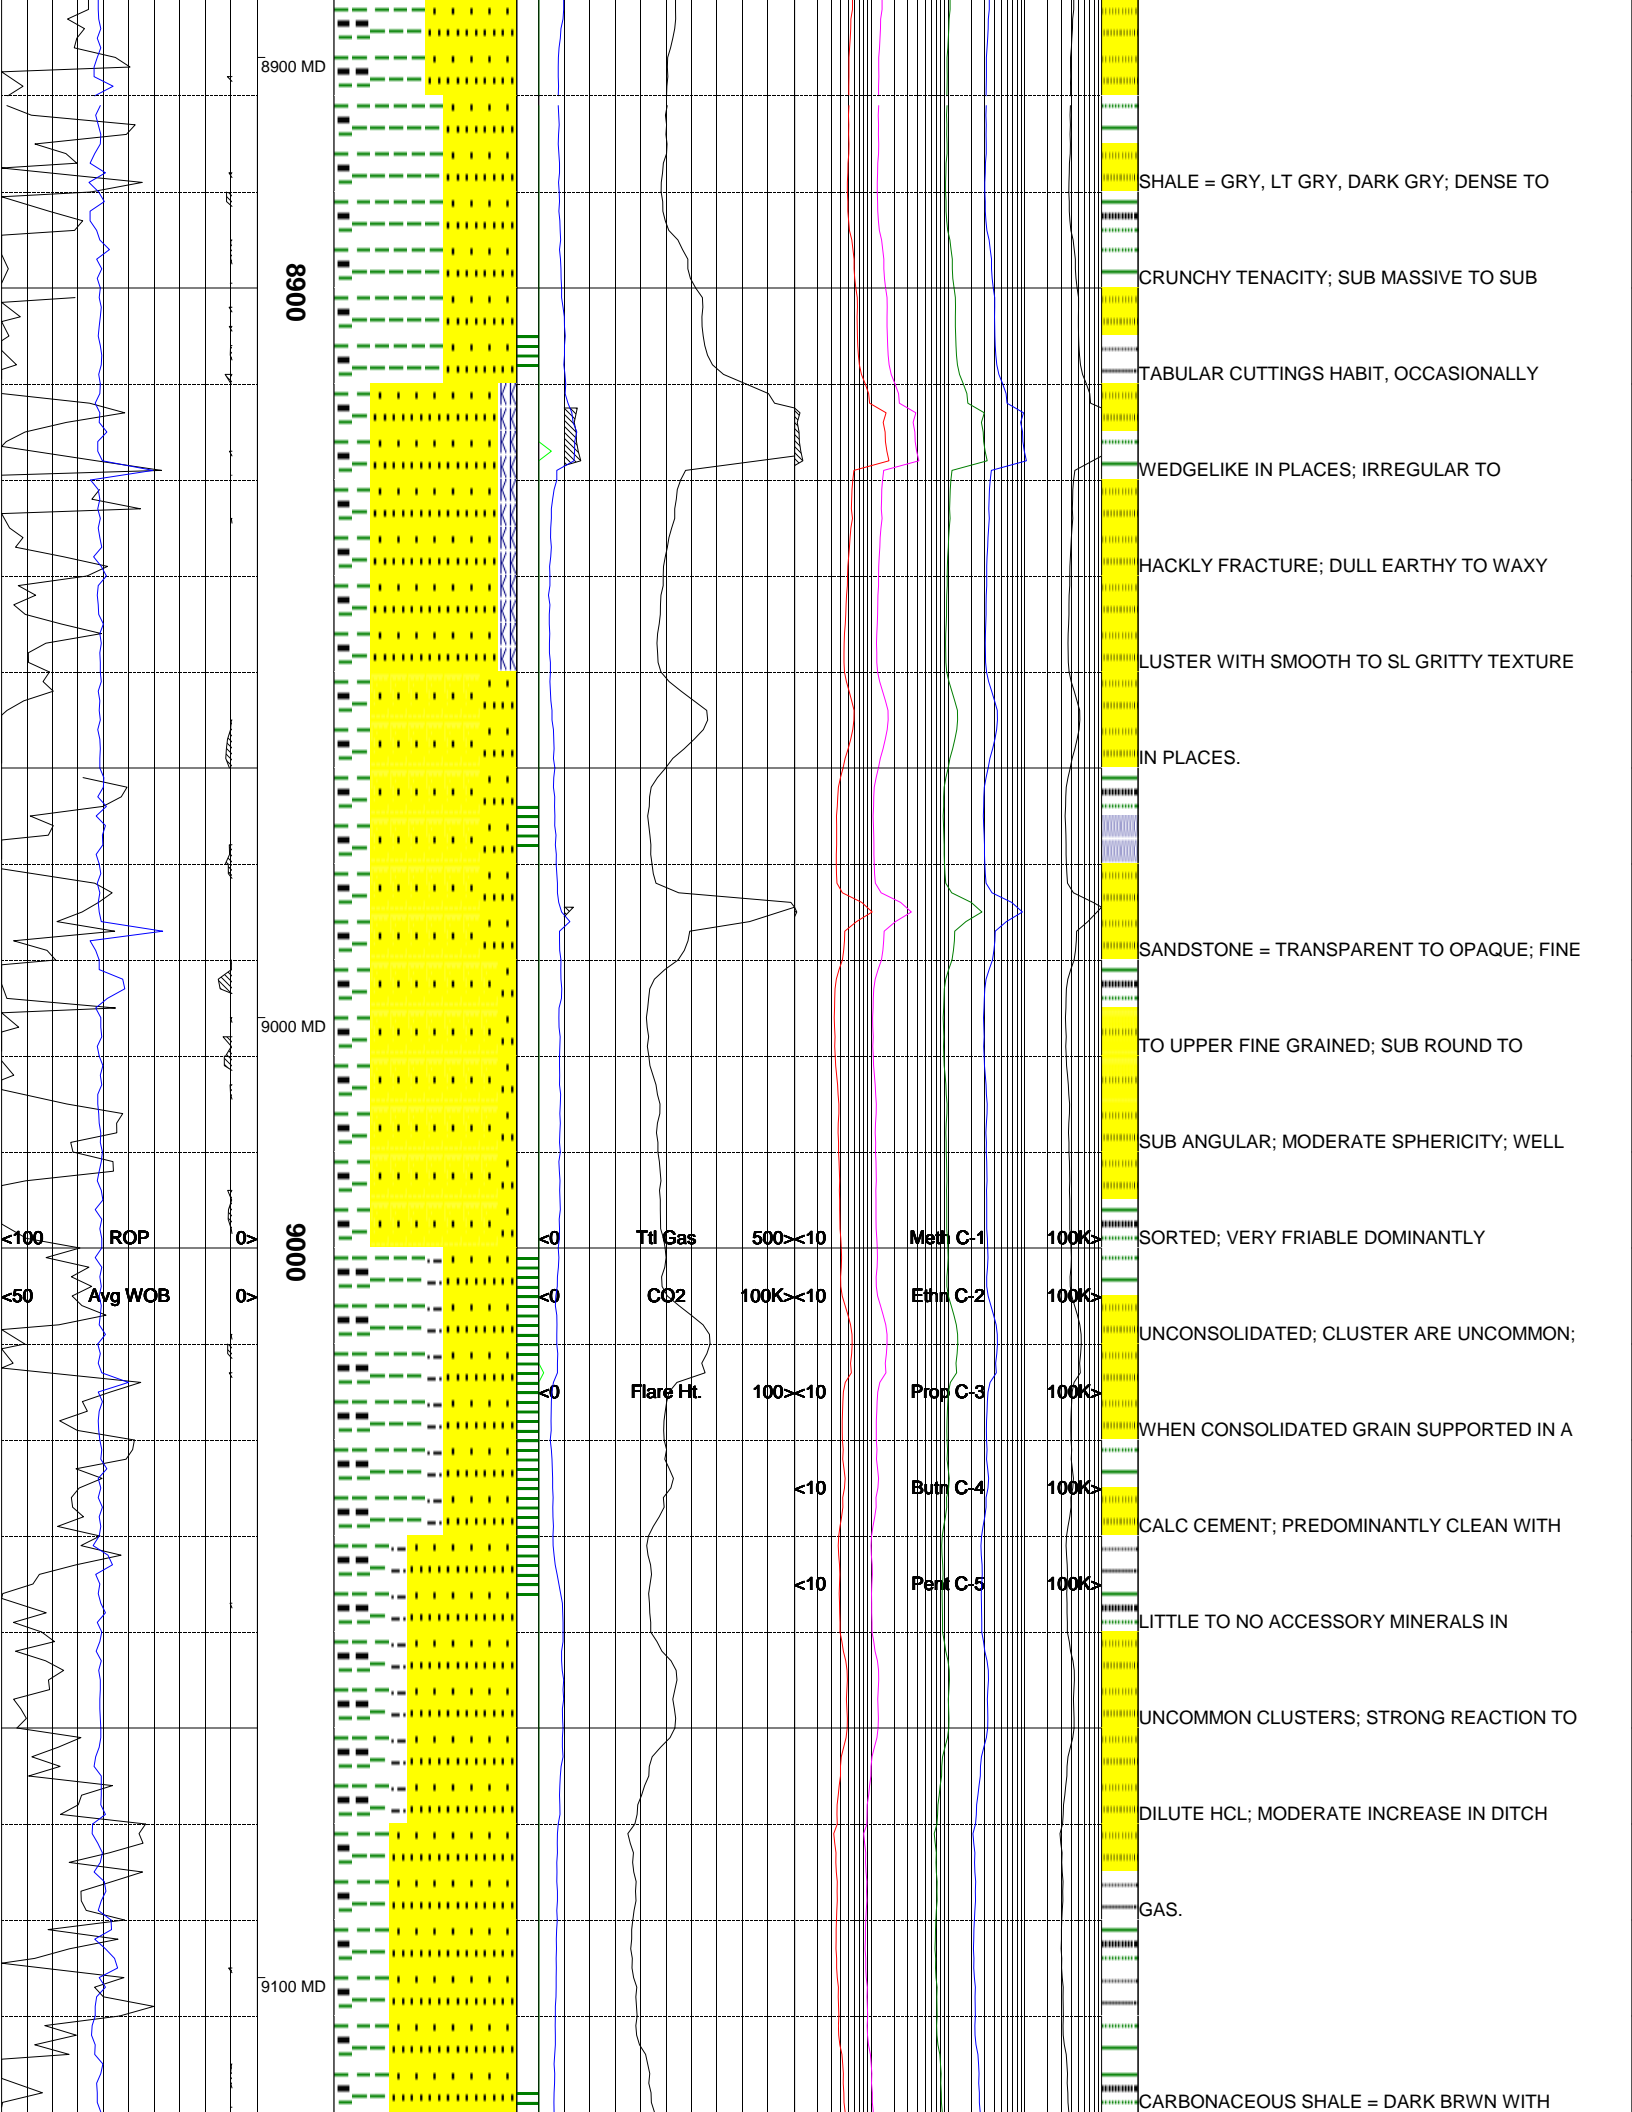 8900 MD
SHALE = GRY, LT GRY, DARK GRY; DENSE TO
8900
CRUNCHY TENACITY; SUB MASSIVE TO SUB
TABULAR CUTTINGS HABIT, OCCASIONALLY
WEDGELIKE IN PLACES; IRREGULAR TO
HACKLY FRACTURE; DULL EARTHY TO WAXY
LUSTER WITH SMOOTH TO SL GRITTY TEXTURE
IN PLACES.
SANDSTONE = TRANSPARENT TO OPAQUE; FINE
9000 MD
TO UPPER FINE GRAINED; SUB ROUND TO
SUB ANGULAR; MODERATE SPHERICITY; WELL
<100 ROP 0> <0 Ttl Gas 500> <10 Meth C-1 100K> SORTED; VERY FRIABLE DOMINANTLY
9000
<50 Avg WOB 0> <0 CO2 100K> <10 Ethn C-2 100K>
UNCONSOLIDATED; CLUSTER ARE UNCOMMON;
<0 Flare Ht. 100> <10 Prop C-3 100K>
WHEN CONSOLIDATED GRAIN SUPPORTED IN A
<10 Butn C-4 100K>
CALC CEMENT; PREDOMINANTLY CLEAN WITH
<10 Pent C-5 100K>
LITTLE TO NO ACCESSORY MINERALS IN
UNCOMMON CLUSTERS; STRONG REACTION TO
DILUTE HCL; MODERATE INCREASE IN DITCH
GAS.
9100 MD
CARBONACEOUS SHALE = DARK BRWN WITH